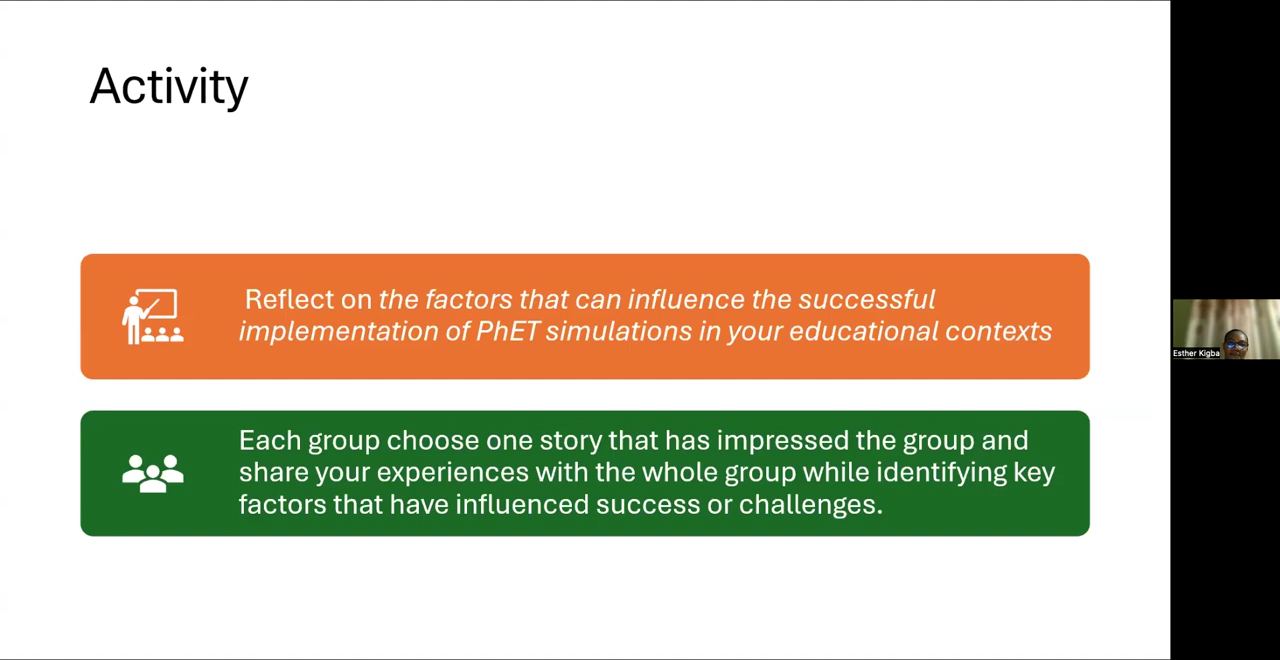 Activity
Reflect on the factors that can influence the successful
implementation of PhET simulations in your educational contexts
Each group choose one story that has impressed the group and
share your experiences with the whole group while identifying key
factors that have influenced success or challenges.
Esther Kigba